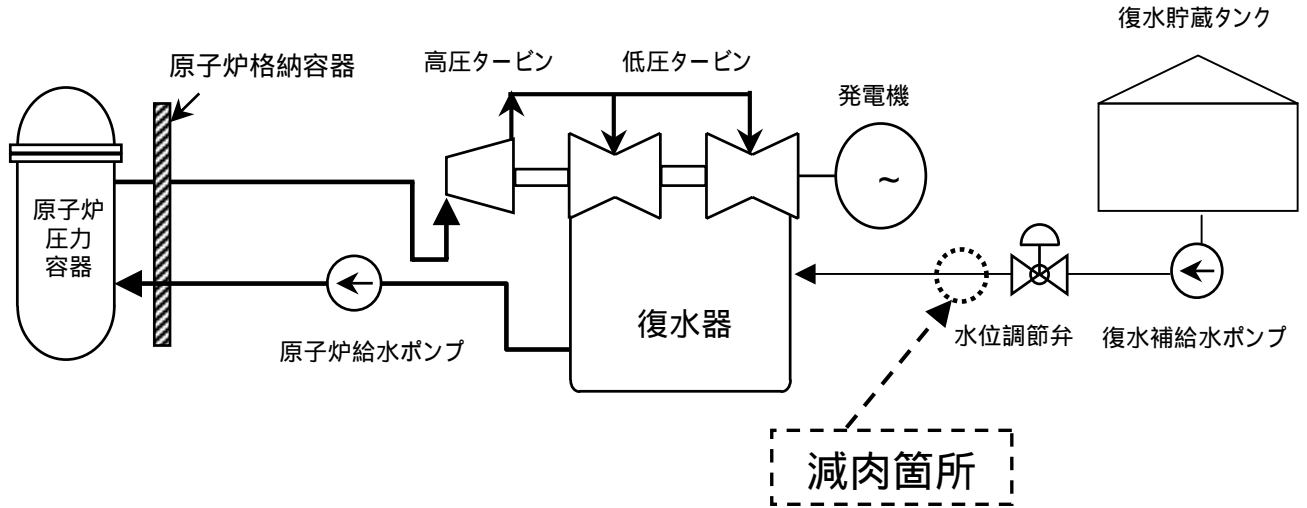 復水貯蔵タンク
原子炉格納容器
高圧タービン
低圧タービン
発電機
~
原子炉
圧力
容器
復水器
原子炉給水ポンプ
水位調節弁
復水補給水ポンプ
減肉箇所